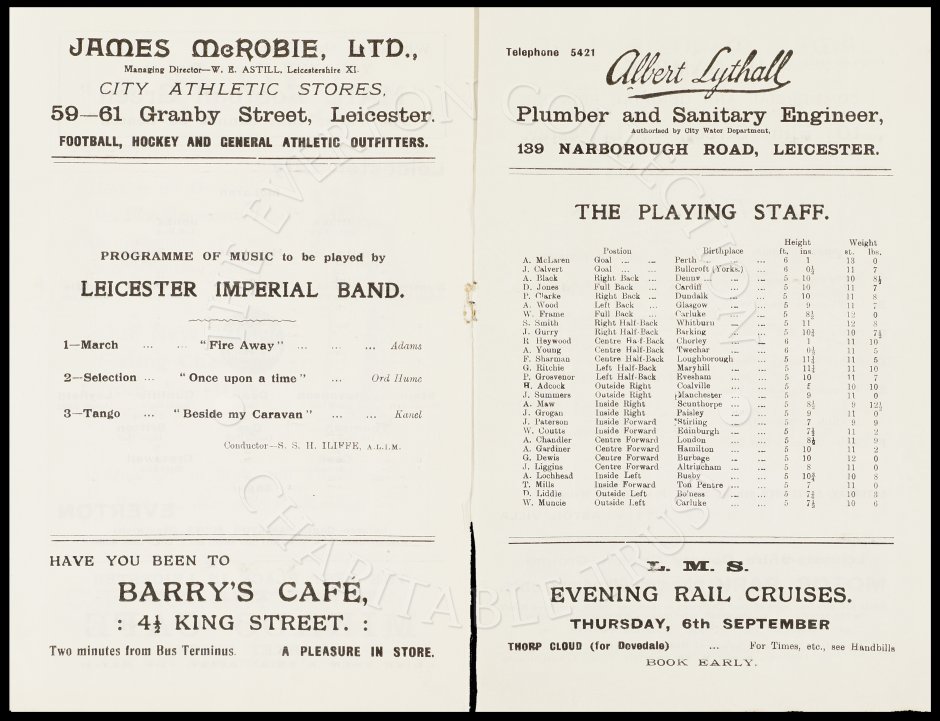 JAMES McROBIE, LTD.,
Managing Director—W. E. ASTILL, Leicestershire XI.
CITY ATHLETIC STORES,
59—61 Granby Street, Leicester.
FOOTBALL, HOCKEY AND GENERAL ATHLETIC OUTFITTERS.
PROGRAMME OF MUSIC to be played by
LEICESTER IMPERIAL BAND.
1—March ... ... "Fire Away" ... ... ... Adams
2—Selection ... "Once upon a time" ... Ord Hume
3—Tango ... "Beside my Caravan" ... ... Kanel
Conductor—S. S. H. ILIFFE, A.L.I.M.
HAVE YOU BEEN TO
BARRY'S CAFÉ,
: 4½ KING STREET. :
Two minutes from Bus Terminus. A PLEASURE IN STORE.
Telephone 5421
Albert Lythall
Plumber and Sanitary Engineer,
Authorised by City Water Department,
139 NARBOROUGH ROAD, LEICESTER.
THE PLAYING STAFF.
Height Weight
Postion Birthplace ft. ins. st. lbs.
A. McLaren Goal ... ... Perth ... ... ... 6 1 13 0
J. Calvert Goal ... ... Bullcroft (Yorks.) ... 6 0½ 11 7
A. Black Right Back ... ... 5 10 10 8½
D. Jones Full Back ... Cardiff ... ... 5 10 11 7
P. Clarke Right Back ... Dundalk ... ... 5 10 11 8
A. Wood Left Back ... Glasgow ... ... 5 9 11 7
W. Frame Full Back ... Carluke ... ... 5 8½ 12 0
S. Smith Right Half-Back Whitburn ... 5 11 12 8
J. Gurry Right Half-Back Barking ... ... 5 10¾ 10 7½
R Heywood Centre Half-Back Chorley ... ... 6 1 11 10
A. Young Centre Half-Back Twechar ... ... 6 0½ 11 5
F. Sharman Centre Half-Back Loughborough ... 5 11¼ 11 5
G. Ritchie Left Half-Back Maryhill ... ... 5 11½ 11 10
P. Grosvenor Left Half-Back Evesham ... ... 5 10 11 7
H. Adcock Outside Right Coalville ... ... 5 10 10
J. Summers Outside Right Manchester ... ... 5 9 11 0
A. Maw Inside Right Scunthorpe ... ... 5 8½ 9 12½
J. Grogan Inside Right Paisley ... ... 5 9 11 0
J. Paterson Inside Forward Stirling ... ... 5 7 9 9
W. Coutts Inside Forward Edinburgh ... ... 5 7½ 11 2
A. Chandler Centre Forward London ... ... 5 8½ 11 9
A. Gardiner Centre Forward Hamilton ... ... 5 10 11 2
G. Dewis Centre Forward Burbage ... ... 5 10 12 0
J. Liggins Centre Forward Altrincham ... ... 5 8 11 0
A. Lochhead Inside Left Busby ... ... 5 10¾ 10 8
T. Mills Inside Forward Ton Pentre ... ... 5 7 11 0
D. Liddle Outside Left Bo'ness ... ... 5 7¾ 10 3
W. Muncie Outside Left Carluke ... ... 5 7½ 10 6
L. M. S.
EVENING RAIL CRUISES.
THURSDAY, 6th SEPTEMBER
THORP CLOUD (for Dovedale) ... For Times, etc., see Handbills
BOOK EARLY.
EVERTON COLLECTION
CHARITABLE TRUST